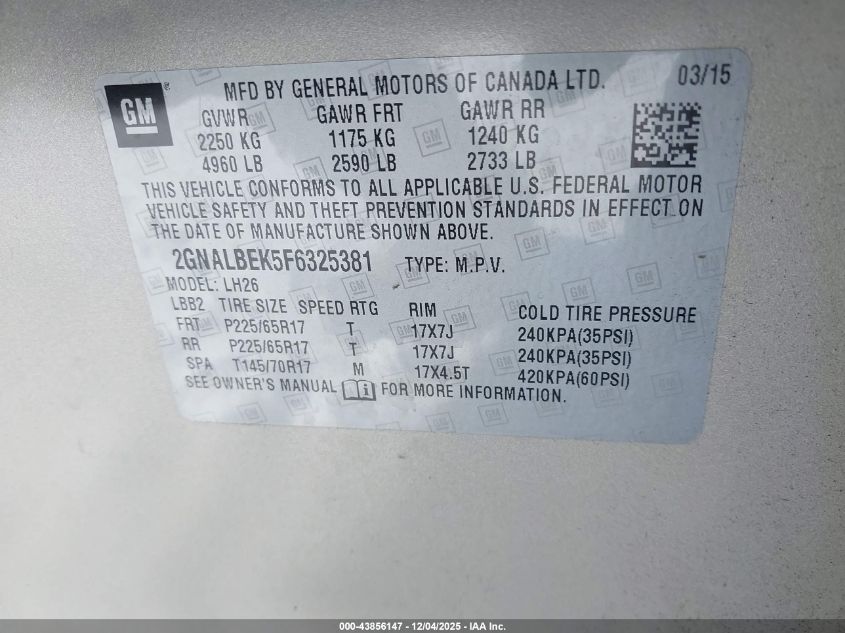 GM ®
MFD BY GENERAL MOTORS OF CANADA LTD. 03/15
GVWR GAWR FRT GAWR RR
2250 KG 1175 KG 1240 KG
4960 LB 2590 LB 2733 LB
THIS VEHICLE CONFORMS TO ALL APPLICABLE U.S. FEDERAL MOTOR
VEHICLE SAFETY AND THEFT PREVENTION STANDARDS IN EFFECT ON
THE DATE OF MANUFACTURE SHOWN ABOVE.
2GNALBEK5F6325381 TYPE: M.P.V.
MODEL: LH26
LBB2 TIRE SIZE SPEED RTG RIM COLD TIRE PRESSURE
FRT P225/65R17 T 17X7J 240KPA(35PSI)
RR P225/65R17 T 17X7J 240KPA(35PSI)
SPA T145/70R17 M 17X4.5T 420KPA(60PSI)
SEE OWNER'S MANUAL FOR MORE INFORMATION.
000-43856147 - 12/04/2025 - IAA Inc.